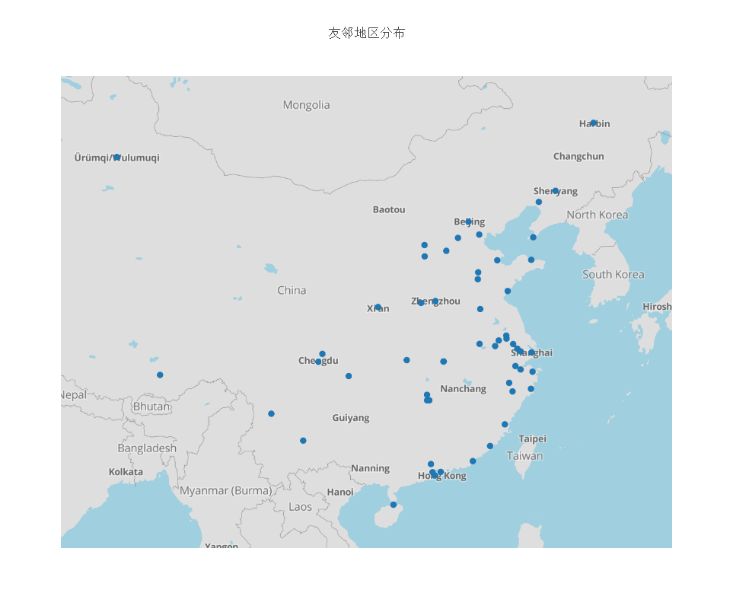 友邻地区分布
Mongolia
Harbin
Ürümqi/Wulumuqi
Changchun
Shenyang
Baotou
North Korea
Beijing
South Korea
China
Zhengzhou
Xi'an
Hirosh
Shanghai
Chengdu
Nanchang
Nepal
Bhutan
Guiyang
Taipei
Bangladesh
Taiwan
Nanning
Kolkata
Hong Kong
Myanmar (Burma)
Hanoi
Laos
Yangon